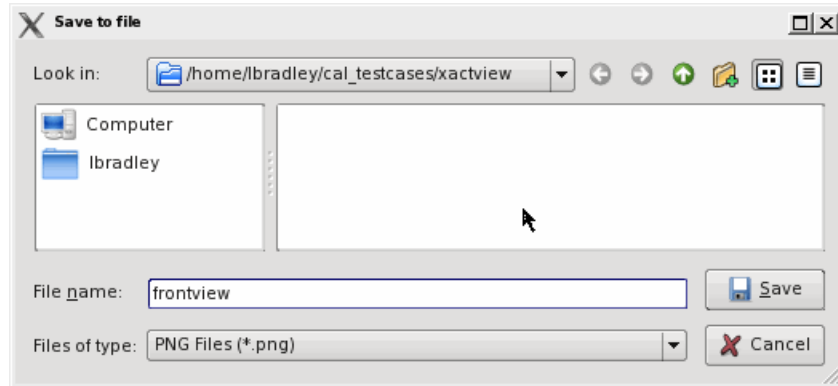 Save to file
Look in: /home/lbradley/cal_testcases/xactview
Computer
lbradley
File name: frontview Save
Files of type: PNG Files (*.png) Cancel